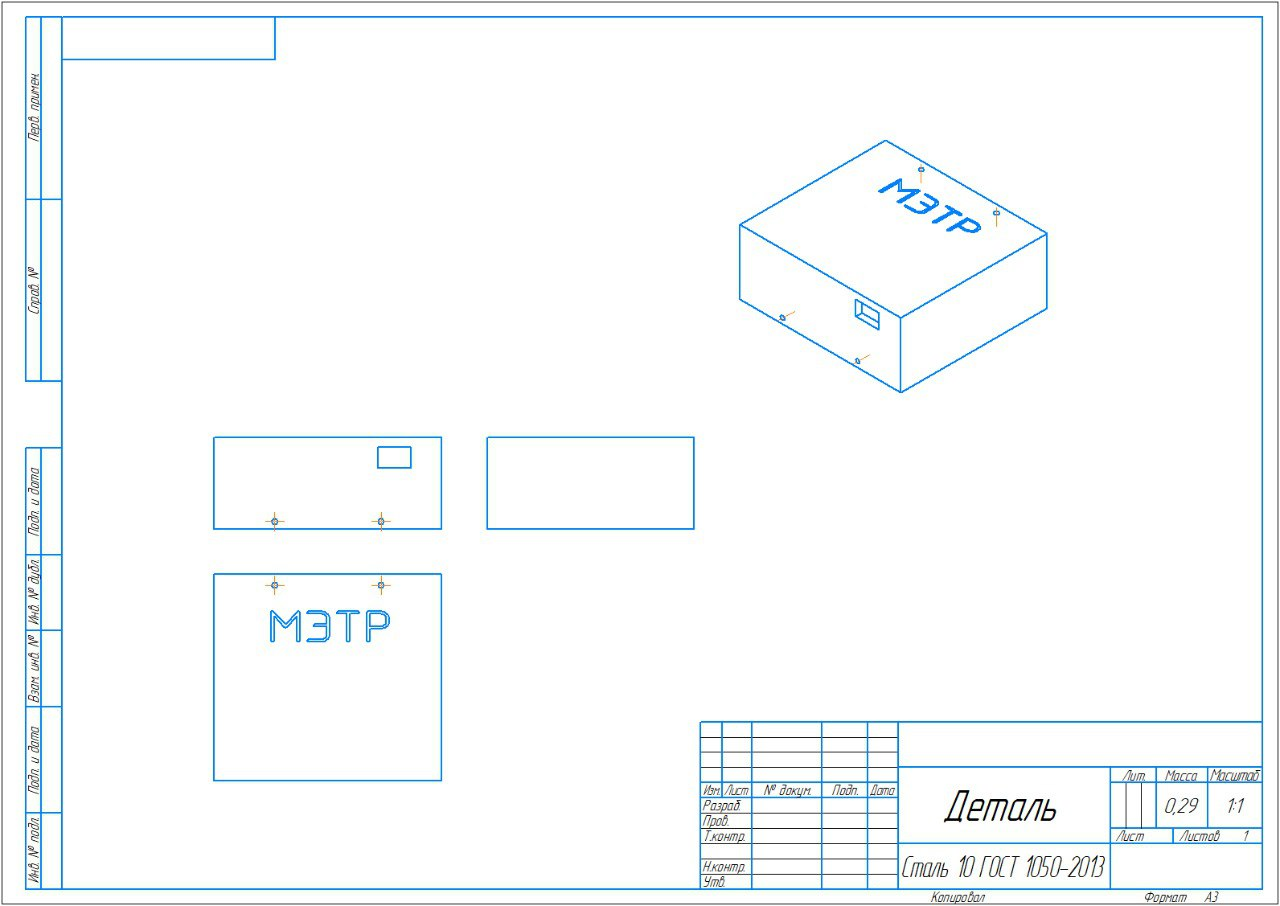 Перв. примен.
Справ. №
Подп. и дата
Инв. № дубл.
Взам. инв. №
Подп. и дата
Инв. № подл.
МЭТР
МЭТР
Изм. Лист № докум. Подп. Дата
Разраб.
Пров.
Т.контр.
Н.контр.
Утв.
Деталь
Лит. Масса Масштаб
0,29 1:1
Лист Листов 1
Сталь 10 ГОСТ 1050-2013
Копировал Формат А3